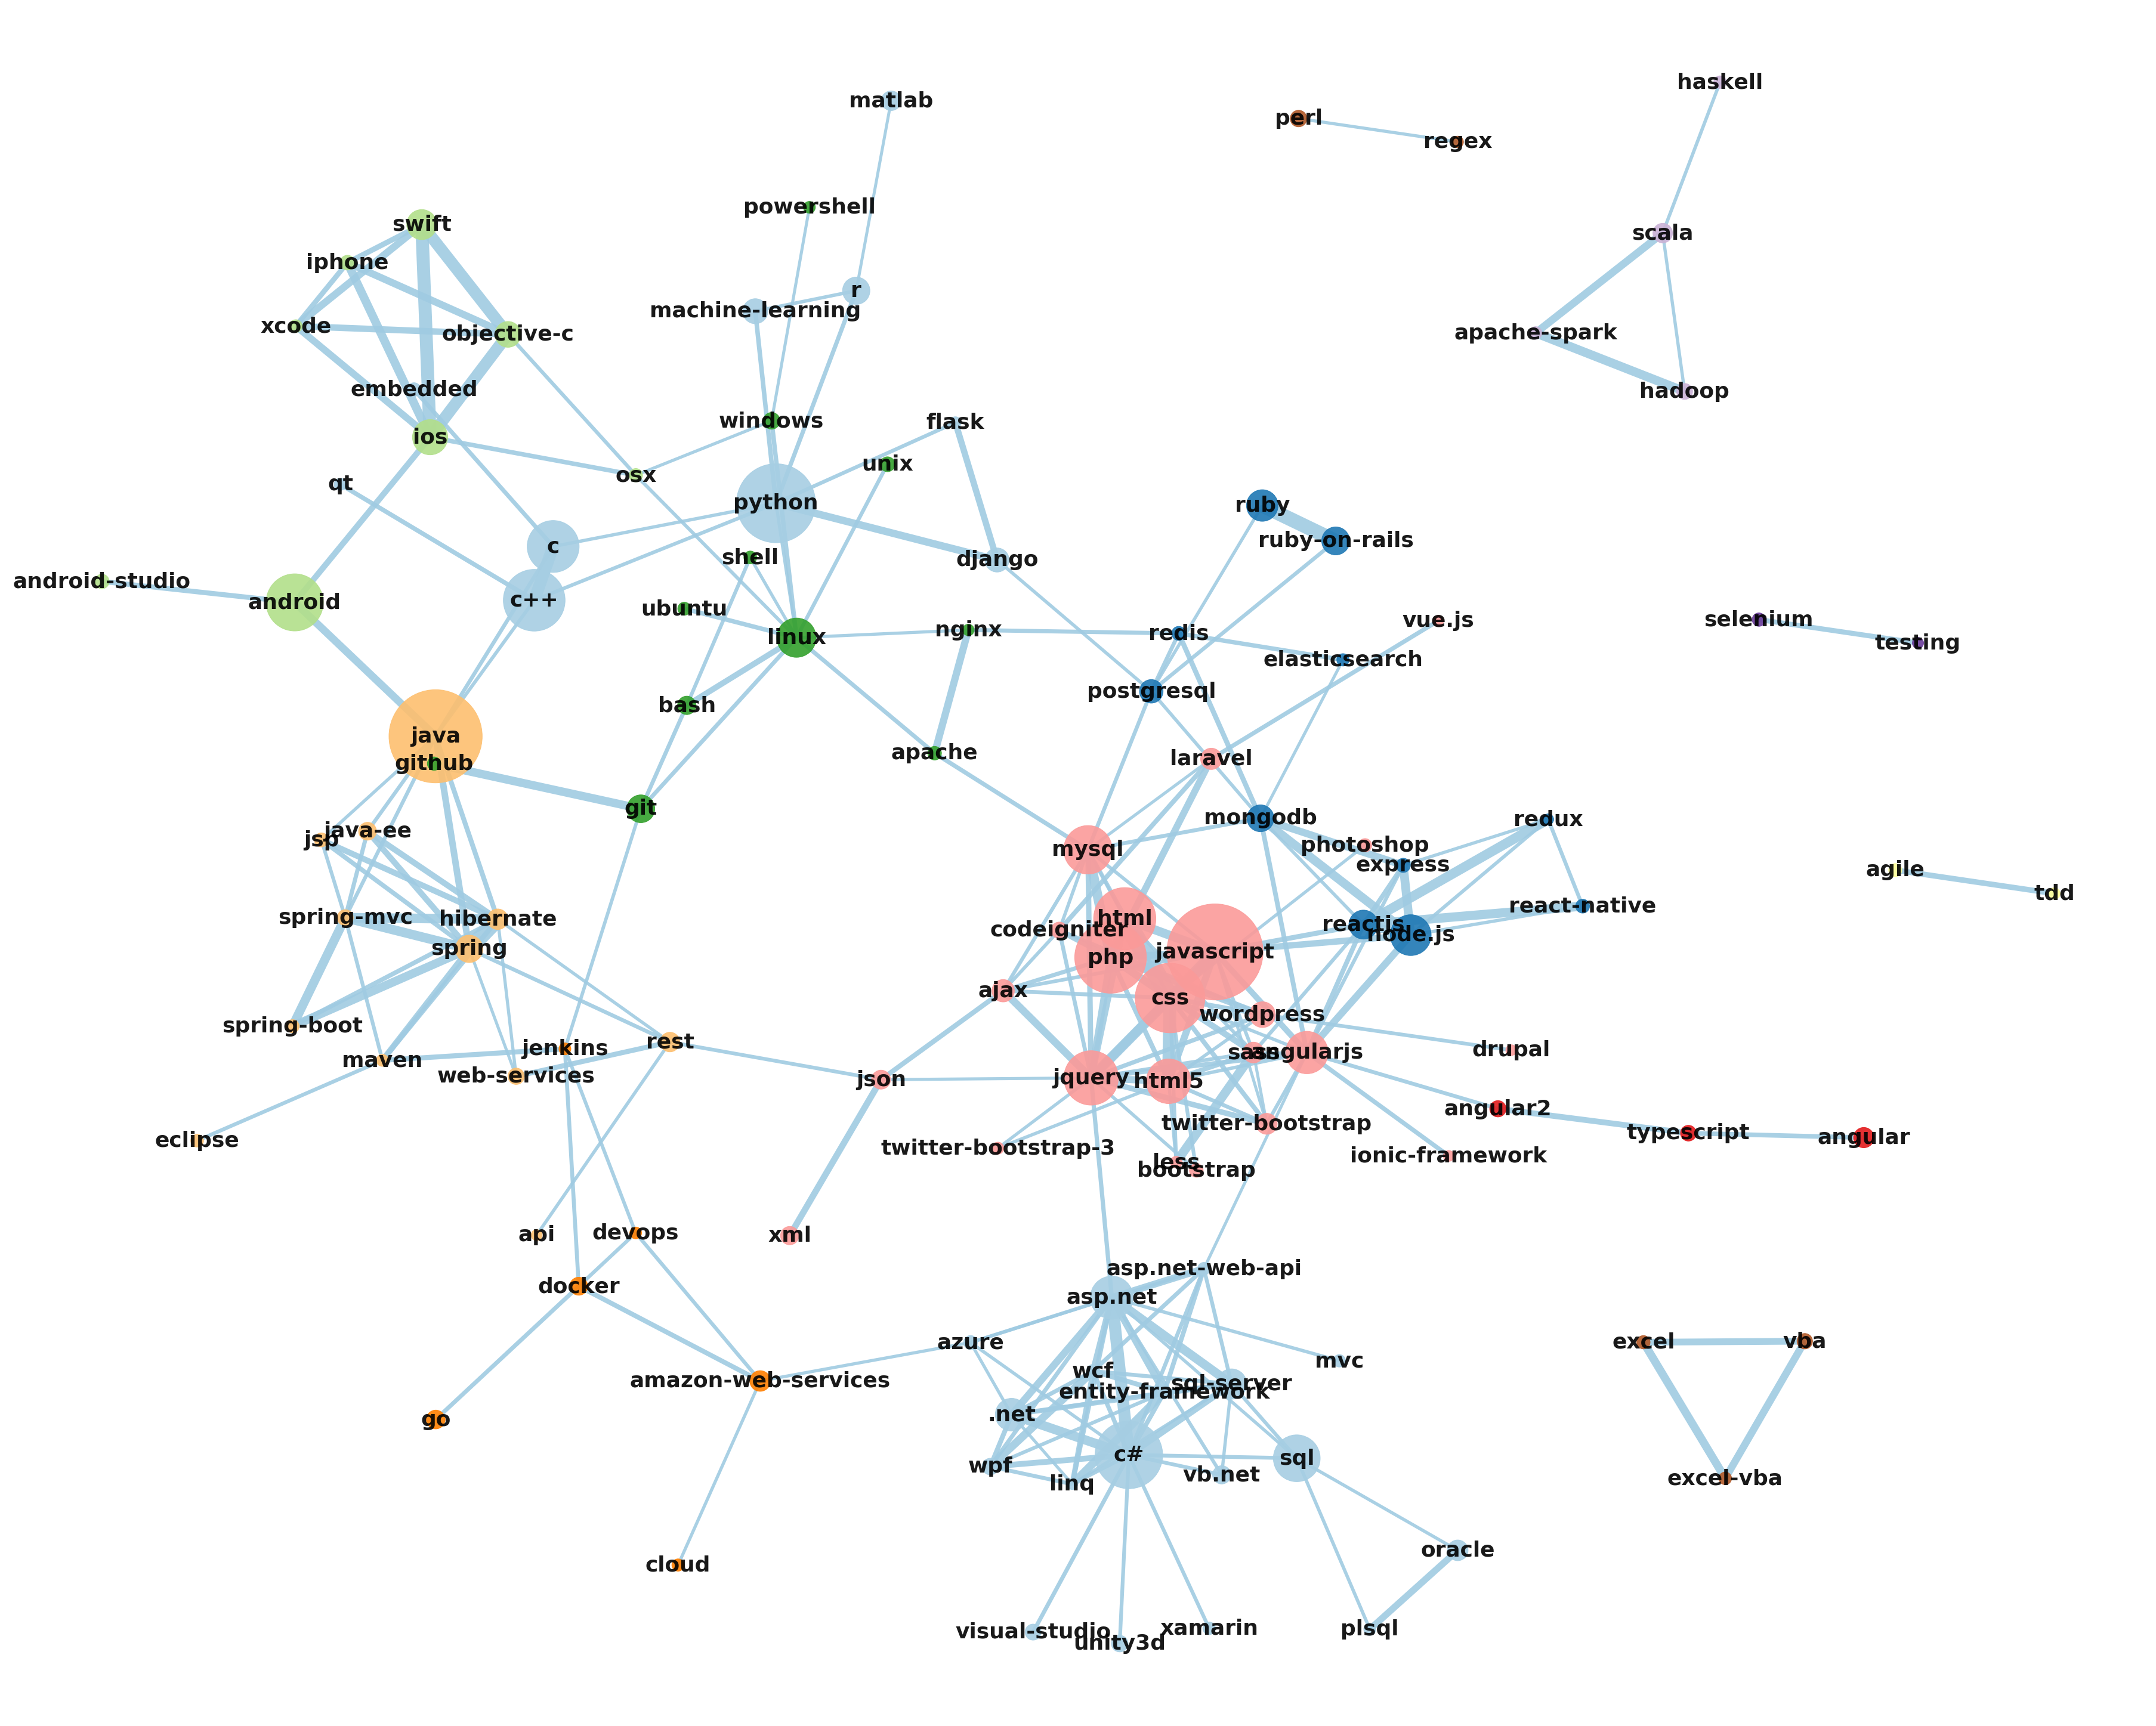 haskell
matlab
perl
regex
powershell
swift
scala
iphone
r
machine-learning
xcode
objective-c
apache-spark
embedded
hadoop
windows
flask
ios
unix
osx
qt
python
ruby
ruby-on-rails
c
shell
django
android-studio
android
c++
ubuntu
linux
nginx
redis
vue.js
selenium
testing
elasticsearch
postgresql
bash
java
apache
laravel
github
git
mongodb
redux
java-ee
jsp
mysql
photoshop
express
agile
tdd
react-native
spring-mvc
hibernate
html
codeigniter
reactjs
node.js
spring
php
javascript
ajax
css
wordpress
spring-boot
rest
jenkins
maven
sass
angularjs
drupal
web-services
json
jquery
html5
angular2
twitter-bootstrap
typescript
angular
eclipse
twitter-bootstrap-3
less
ionic-framework
bootstrap
api
devops
xml
asp.net-web-api
docker
asp.net
azure
excel
vba
mvc
wcf
amazon-web-services
sql-server
entity-framework
.net
go
c#
sql
wpf
vb.net
linq
excel-vba
oracle
cloud
visual-studio
unity3d
xamarin
plsql